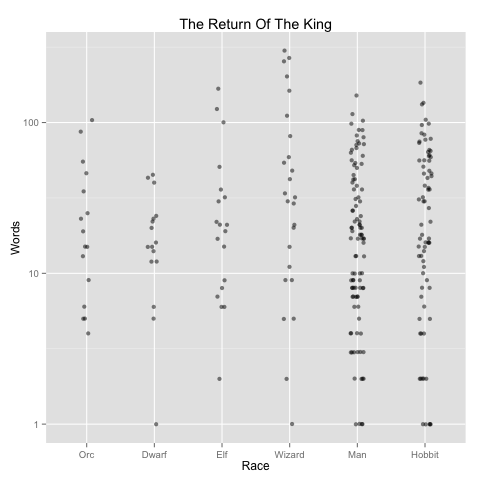 The Return Of The King
100
10
1
Words
Orc Dwarf Elf Wizard Man Hobbit
Race